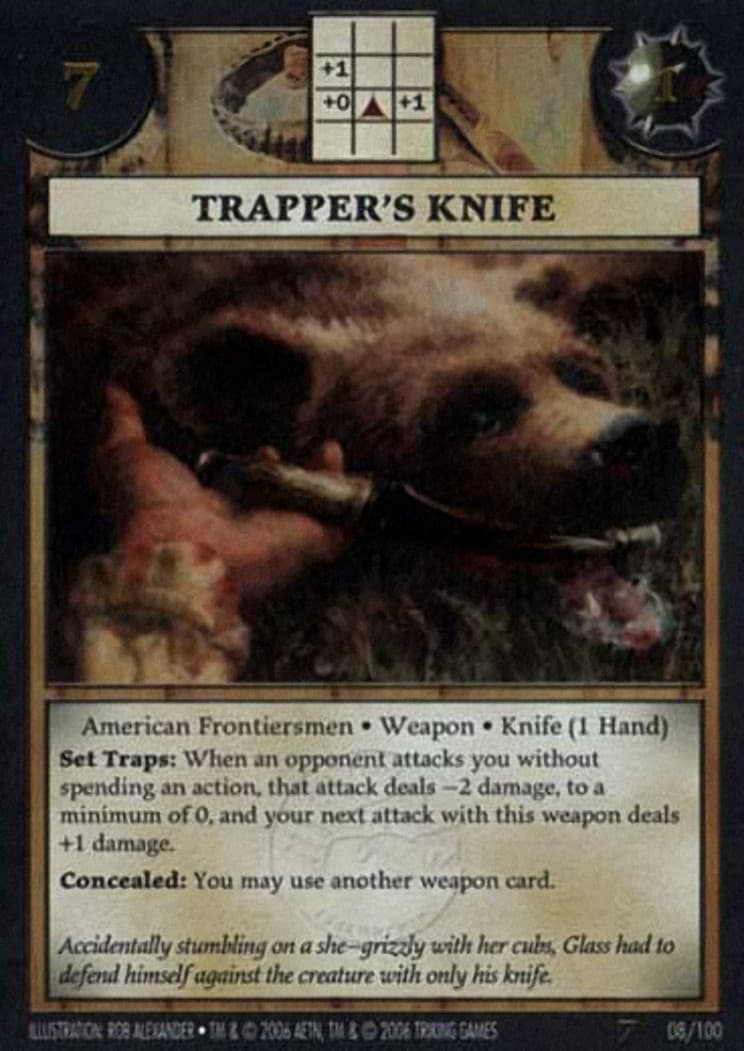 7
1
+1
+0 +1
TRAPPER'S KNIFE
American Frontiersmen • Weapon • Knife (1 Hand)
Set Traps: When an opponent attacks you without
spending an action, that attack deals –2 damage, to a
minimum of 0, and your next attack with this weapon deals
+1 damage.
Concealed: You may use another weapon card.
Accidentally stumbling on a she–grizzly with her cubs, Glass had to
defend himself against the creature with only his knife.
ILLUSTRATION: ROB ALEXANDER • TM & © 2006 AETN, TM & © 2006 TRIKING GAMES 7 08/100